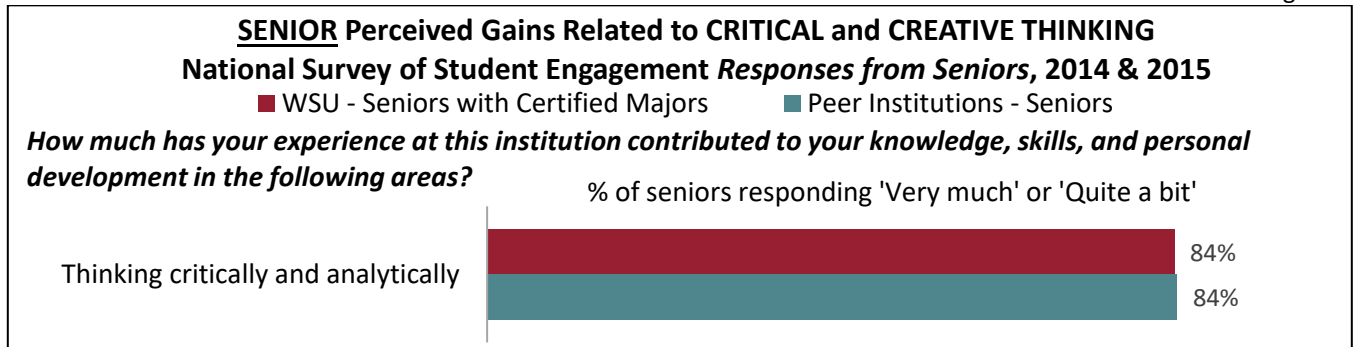 SENIOR Perceived Gains Related to CRITICAL and CREATIVE THINKING
National Survey of Student Engagement Responses from Seniors, 2014 & 2015
WSU - Seniors with Certified Majors Peer Institutions - Seniors
How much has your experience at this institution contributed to your knowledge, skills, and personal
development in the following areas?
% of seniors responding 'Very much' or 'Quite a bit'
Thinking critically and analytically
84%
84%